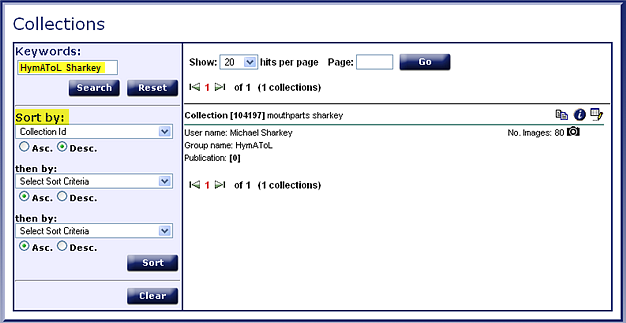 Collections
Keywords:
HymAToL Sharkey
Search Reset
Sort by:
Collection Id
Asc. Desc.
then by:
Select Sort Criteria
Asc. Desc.
then by:
Select Sort Criteria
Asc. Desc.
Sort
Clear
Show: 20 hits per page Page: Go
1 of 1 (1 collections)
Collection [104197] mouthparts sharkey
User name: Michael Sharkey No. Images: 80
Group name: HymAToL
Publication: [0]
1 of 1 (1 collections)